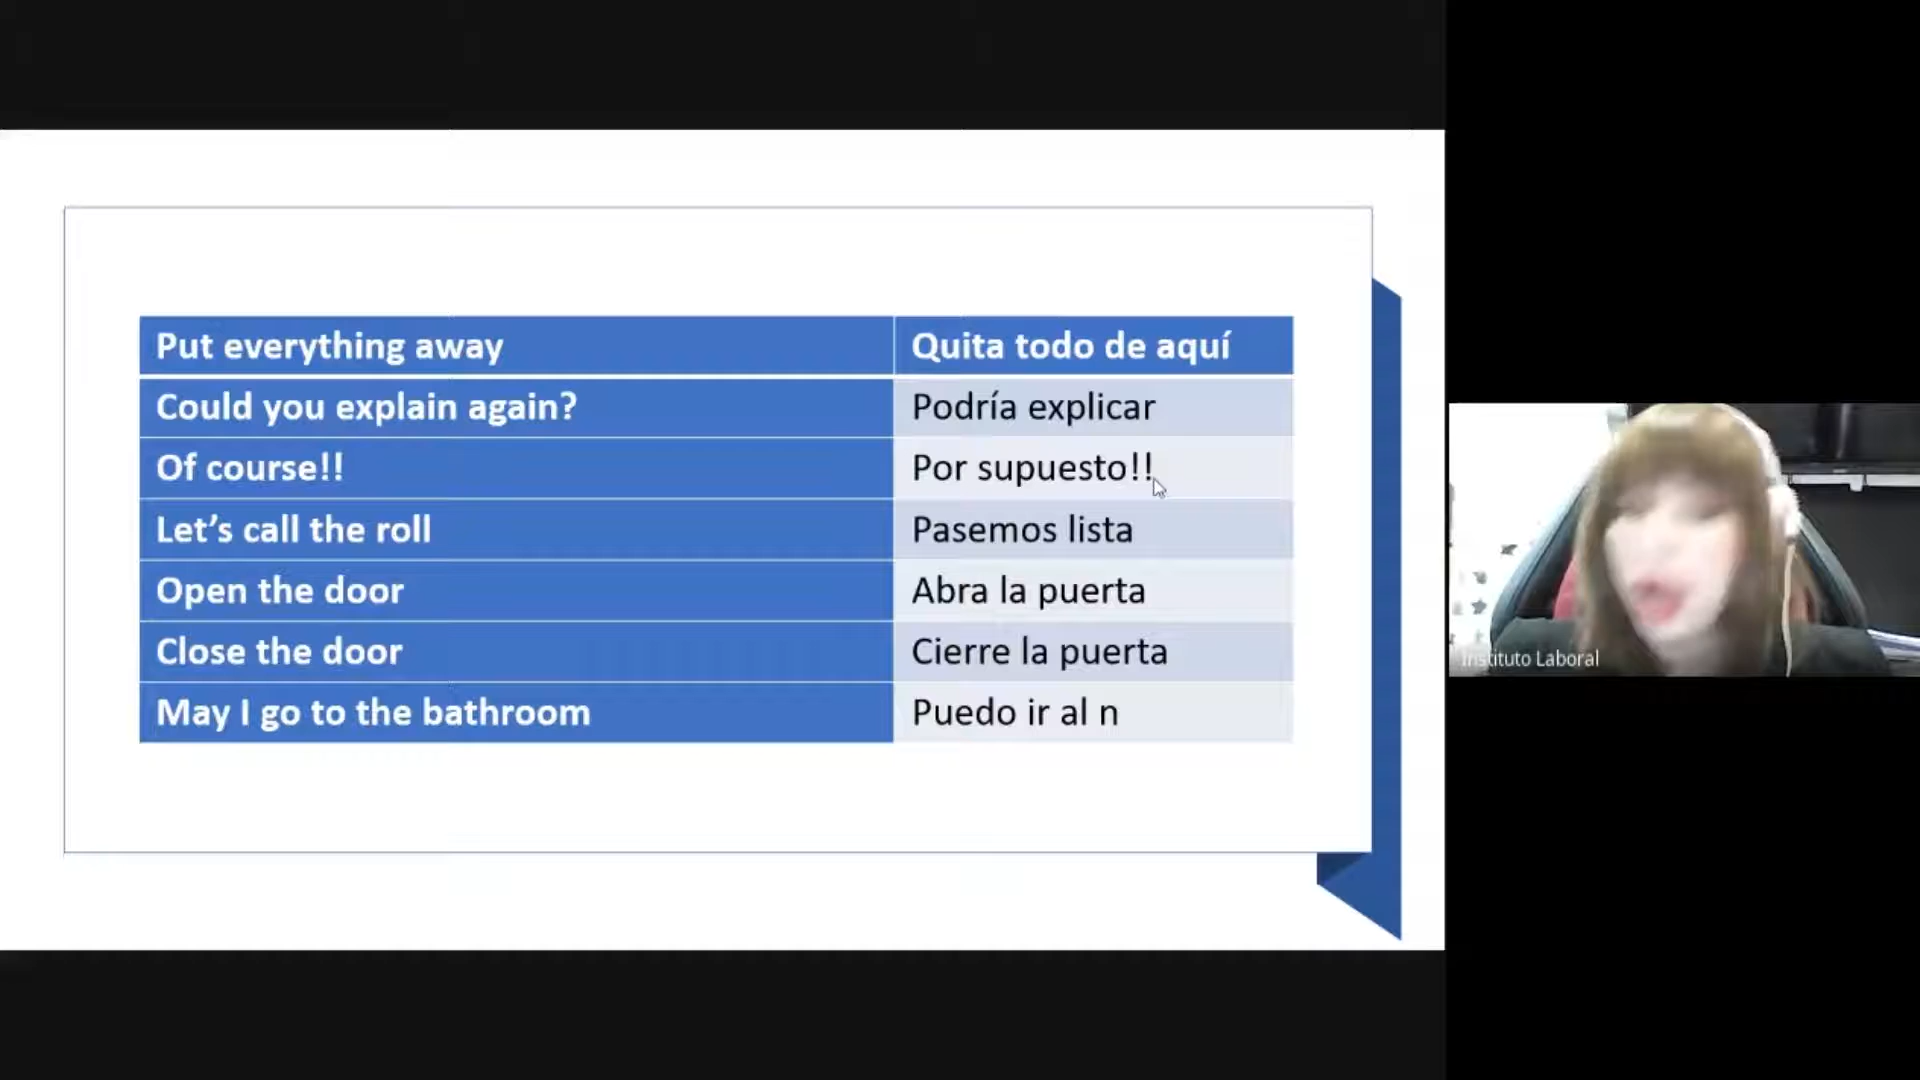 Put everything away Quita todo de aquí
Could you explain again? Podría explicar
Of course!! Por supuesto!!
Let’s call the roll Pasemos lista
Open the door Abra la puerta
Close the door Cierre la puerta
May I go to the bathroom Puedo ir al n
Instituto Laboral